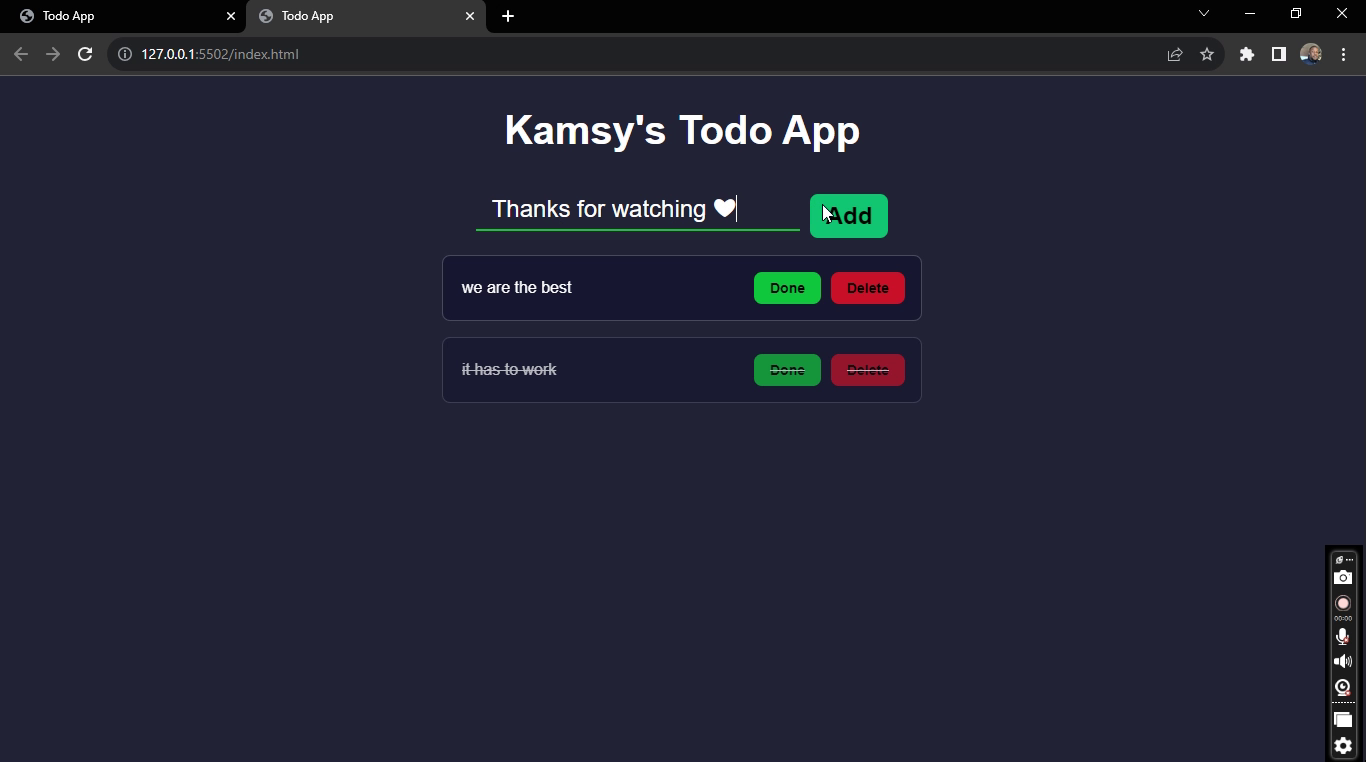 Todo App
Todo App
127.0.0.1:5502/index.html
Kamsy's Todo App
Thanks for watching 🤍
Add
we are the best
Done
Delete
it has to work
Done
Delete
00:00